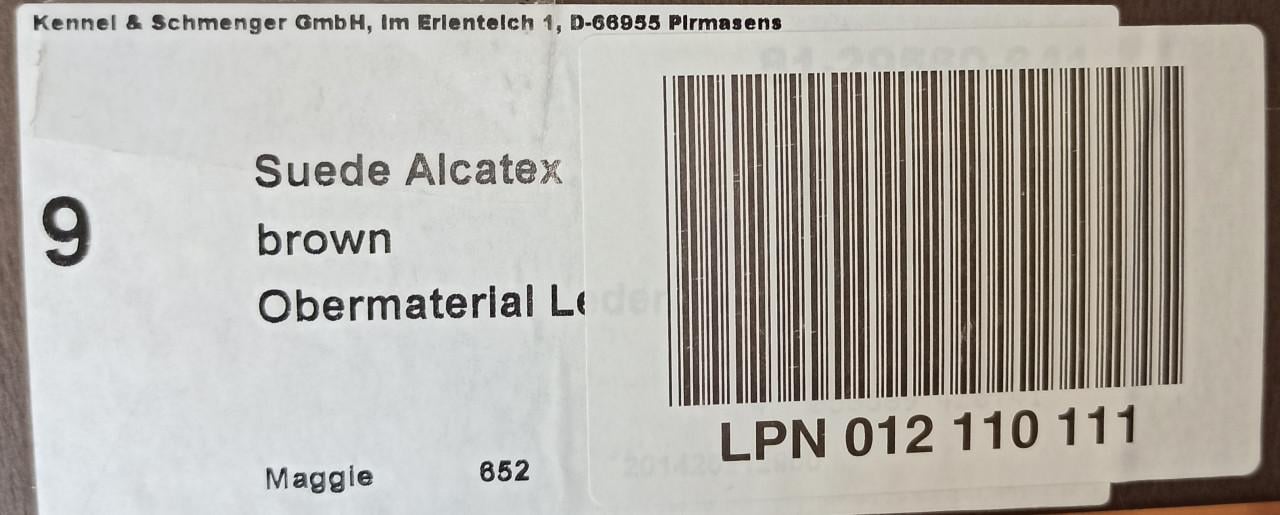 Kennel & Schmenger GmbH, Im Erlenteich 1, D-66955 Pirmasens
Suede Alcatex
9
brown
Obermaterial Leder
Maggie 652
LPN 012 110 111